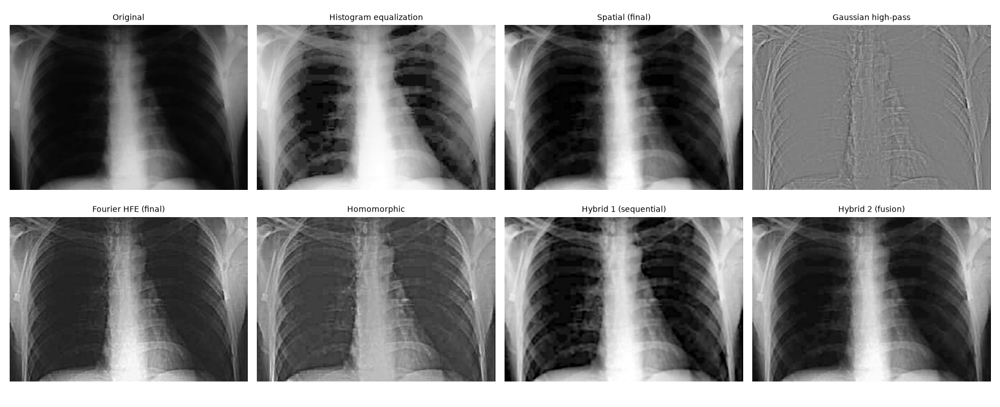 Original
Histogram equalization
Spatial (final)
Gaussian high-pass
Fourier HFE (final)
Homomorphic
Hybrid 1 (sequential)
Hybrid 2 (fusion)